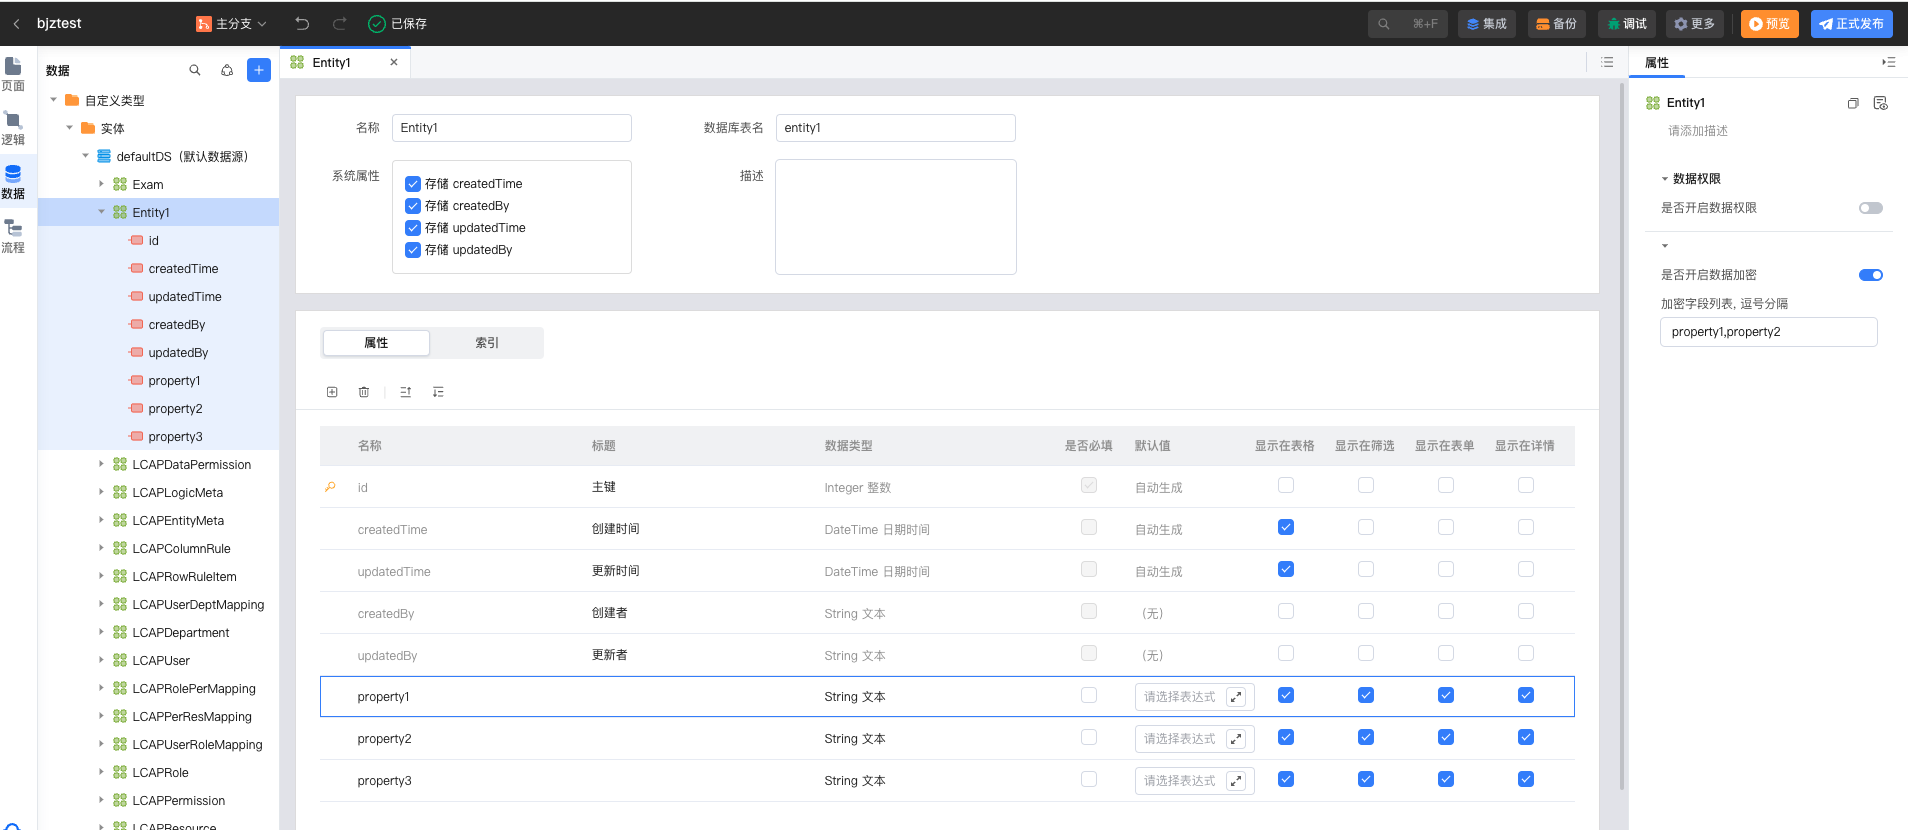 bjztest
主分支
已保存
⌘+F
集成
备份
调试
更多
预览
正式发布
页面
逻辑
数据
流程
数据
自定义类型
实体
defaultDS（默认数据源）
Exam
Entity1
id
createdTime
updatedTime
createdBy
updatedBy
property1
property2
property3
LCAPDataPermission
LCAPLogicMeta
LCAPEntityMeta
LCAPColumnRule
LCAPRowRuleItem
LCAPUserDeptMapping
LCAPDepartment
LCAPUser
LCAPRolePerMapping
LCAPPerResMapping
LCAPUserRoleMapping
LCAPRole
LCAPPermission
LCAPResource
Entity1
名称 Entity1 数据库表名 entity1
系统属性
存储 createdTime
存储 createdBy
存储 updatedTime
存储 updatedBy
描述
属性 索引
名称 标题 数据类型 是否必填 默认值 显示在表格 显示在筛选 显示在表单 显示在详情
id 主键 Integer 整数 自动生成
createdTime 创建时间 DateTime 日期时间 自动生成
updatedTime 更新时间 DateTime 日期时间 自动生成
createdBy 创建者 String 文本 （无）
updatedBy 更新者 String 文本 （无）
property1 String 文本 请选择表达式
property2 String 文本 请选择表达式
property3 String 文本 请选择表达式
属性
Entity1
请添加描述
数据权限
是否开启数据权限
是否开启数据加密
加密字段列表, 逗号分隔
property1,property2